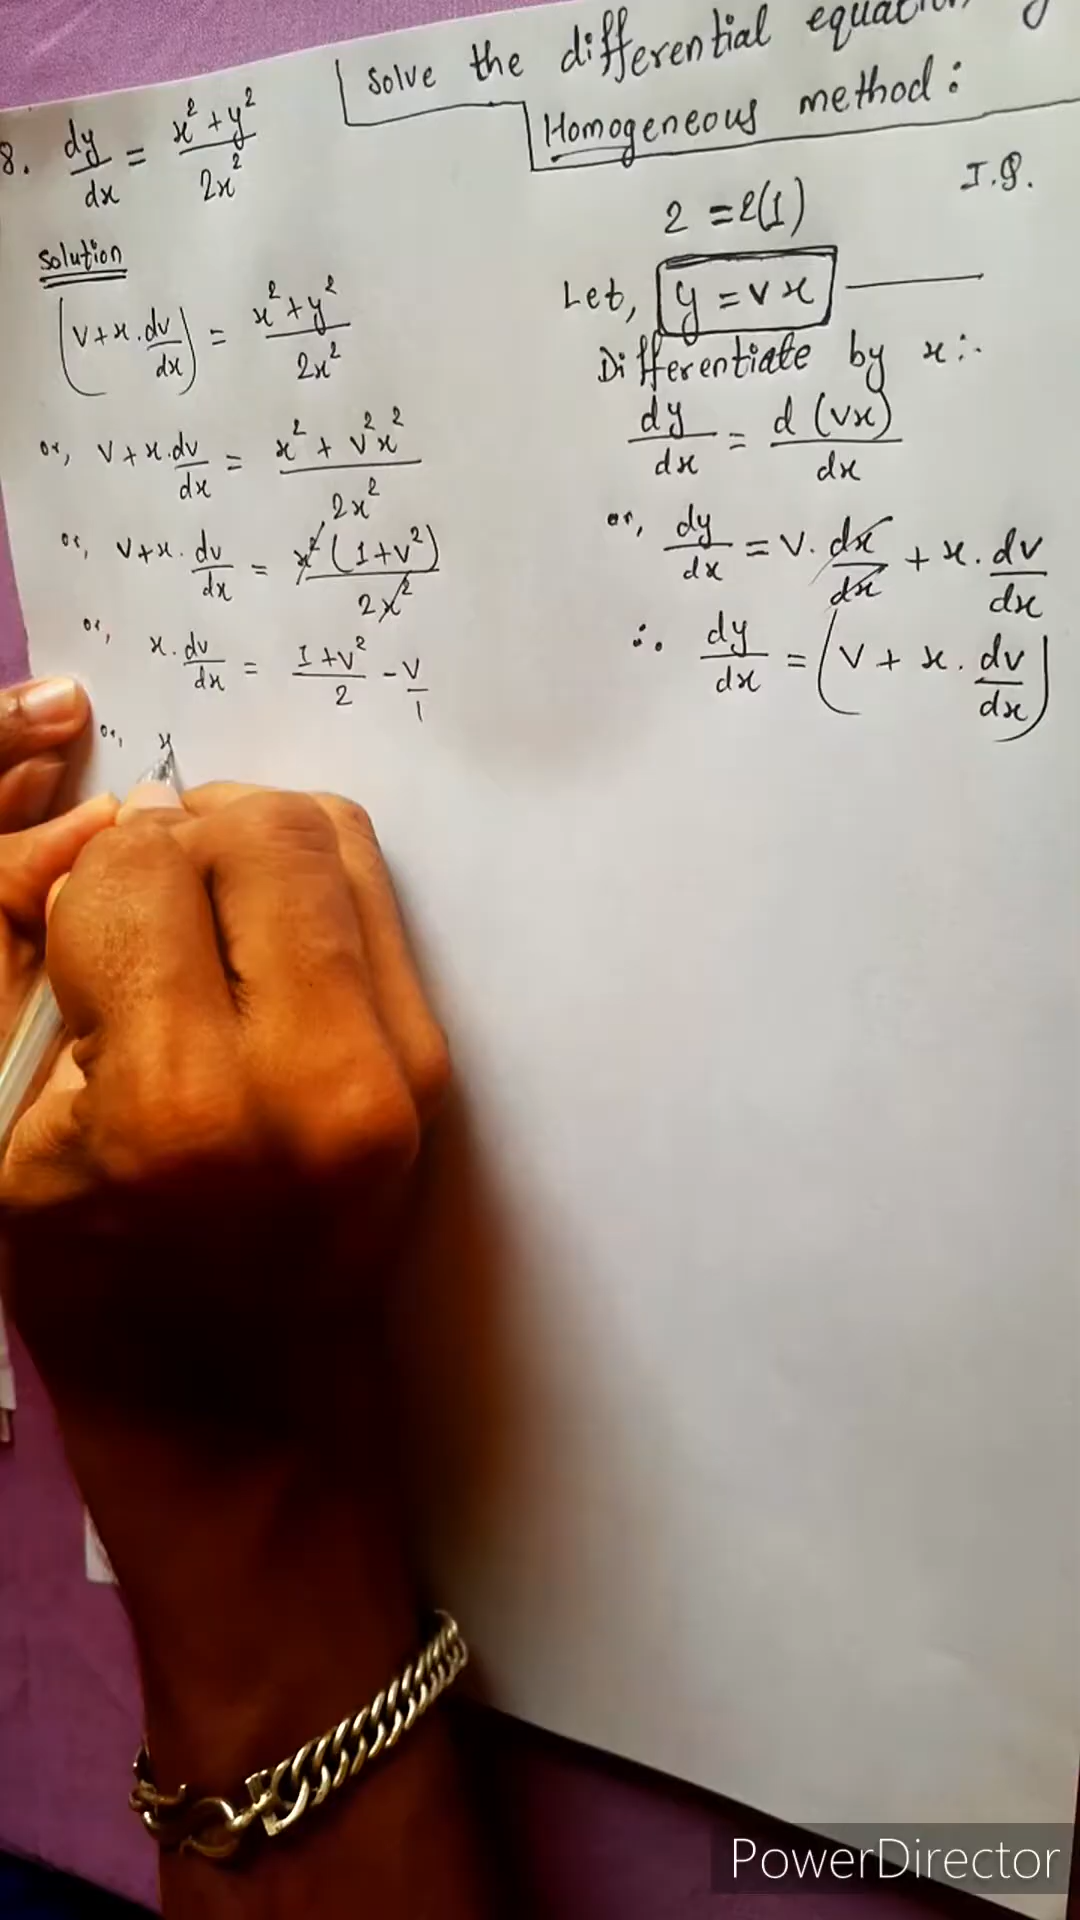 Solve the differential equation
Homogeneous method:
8. dy/dx = x²+y²/2x²
I.Q.
2 = 2(1)
Solution
Let, y = vx
(v+x.dv/dx) = x²+y²/2x²
Differentiate by x:-
dy/dx = d(vx)/dx
or, v+x.dv/dx = x²+v²x²/2x²
or, dy/dx = v.dx/dx + x.dv/dx
or, v+x.dv/dx = x²(1+v²)/2x²
∴ dy/dx = (v+x.dv/dx)
or, x.dv/dx = 1+v²/2 - v/1
or, x
PowerDirector